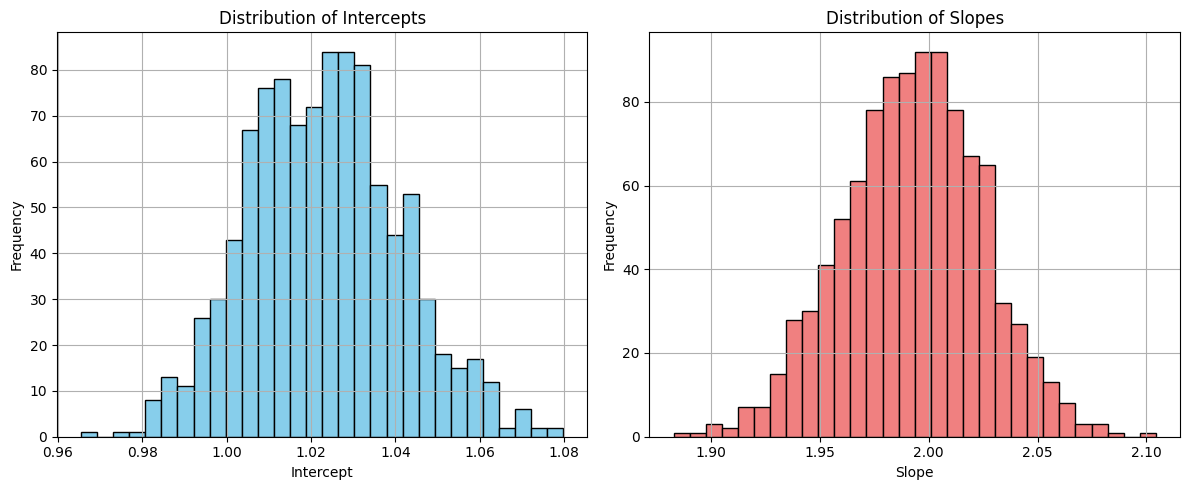 Distribution of Intercepts
Frequency
80
70
60
50
40
30
20
10
0
0.96 0.98 1.00 1.02 1.04 1.06 1.08
Intercept
Distribution of Slopes
Frequency
80
60
40
20
0
1.90 1.95 2.00 2.05 2.10
Slope